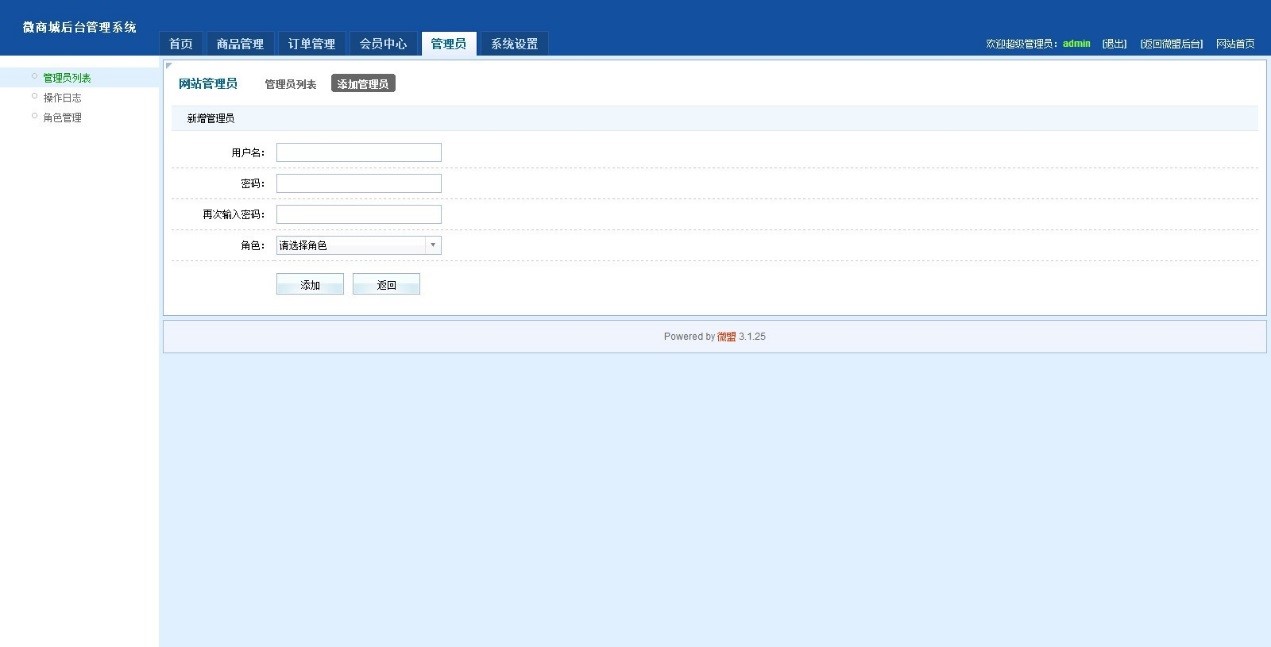 微商城后台管理系统
首页 商品管理 订单管理 会员中心 管理员 系统设置
欢迎超级管理员：admin [退出] [返回微盟后台] 网站首页
管理员列表
操作日志
角色管理
网站管理员 管理员列表 添加管理员
新增管理员
用户名：
密码：
再次输入密码：
角色： 请选择角色
添加 返回
Powered by 微盟 3.1.25